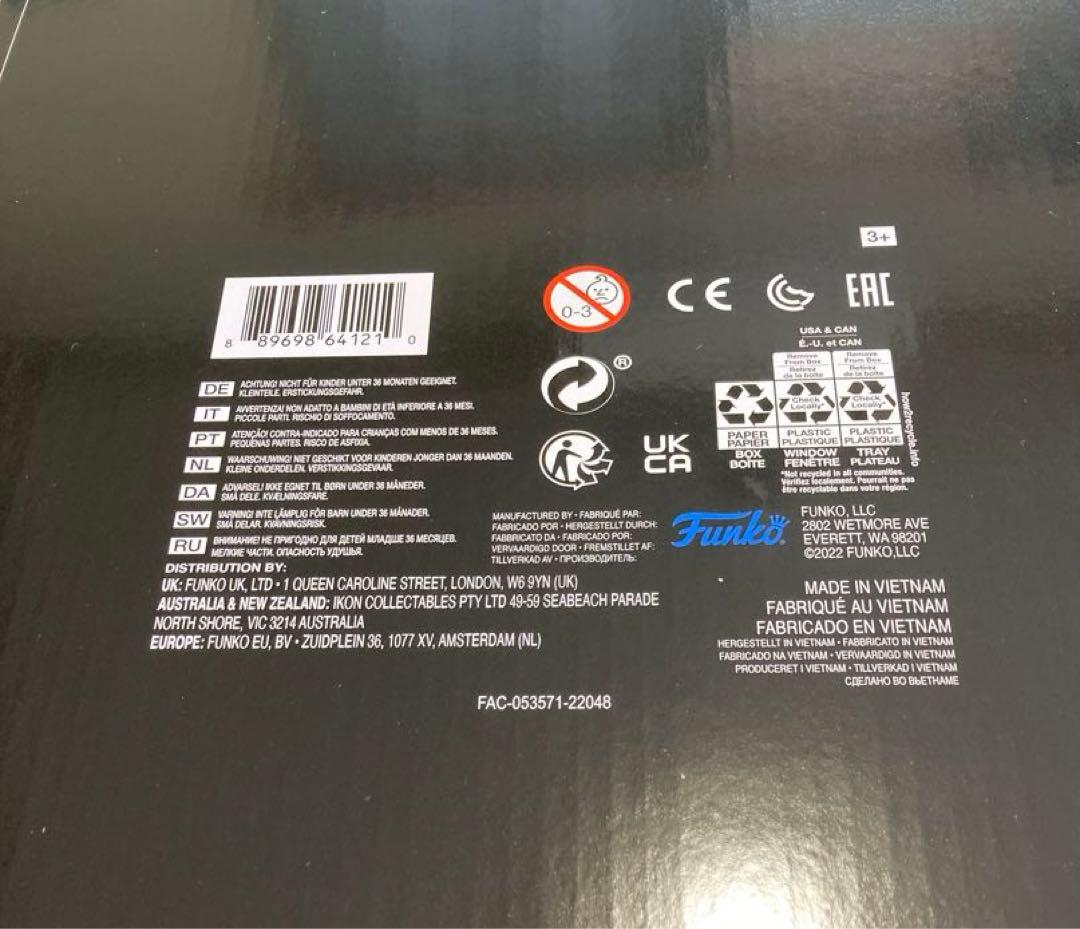 3+
8 89698 64121 0
0-3
CE
EAC
®
UK
CA
USA & CAN
É.-U. et CAN
Remove From Box
Retirez de la boîte
Remove From Box
Retirez de la boîte
Check Locally*
Check Locally*
PAPER
PAPIER
PLASTIC
PLASTIQUE
PLASTIC
PLASTIQUE
BOX
BOÎTE
WINDOW
FENÊTRE
TRAY
PLATEAU
how2recycle.info
*Not recycled in all communities.
Vérifiez localement. Pourrait ne pas
être recyclable dans votre région.
DE ACHTUNG! NICHT FÜR KINDER UNTER 36 MONATEN GEEIGNET.
KLEINTEILE. ERSTICKUNGSGEFAHR.
IT AVVERTENZA! NON ADATTO A BAMBINI DI ETÀ INFERIORE A 36 MESI.
PICCOLE PARTI. RISCHIO DI SOFFOCAMENTO.
PT ATENÇÃO! CONTRA-INDICADO PARA CRIANÇAS COM MENOS DE 36 MESES.
PEQUENAS PARTES. RISCO DE ASFIXIA.
NL WAARSCHUWING! NIET GESCHIKT VOOR KINDEREN JONGER DAN 36 MAANDEN.
KLEINE ONDERDELEN. VERSTIKKINGSGEVAAR.
DA ADVARSEL! IKKE EGNET TIL BØRN UNDER 36 MÅNEDER.
SMÅ DELE. KVÆLNINGSFARE.
SW VARNING! INTE LÄMPLIG FÖR BARN UNDER 36 MÅNADER.
SMÅ DELAR. KVÄVNINGSRISK.
RU ВНИМАНИЕ! НЕ ПРИГОДНО ДЛЯ ДЕТЕЙ МЛАДШЕ 36 МЕСЯЦЕВ.
МЕЛКИЕ ЧАСТИ. ОПАСНОСТЬ УДУШЬЯ.
DISTRIBUTION BY:
UK: FUNKO UK, LTD • 1 QUEEN CAROLINE STREET, LONDON, W6 9YN (UK)
AUSTRALIA & NEW ZEALAND: IKON COLLECTABLES PTY LTD 49-59 SEABEACH PARADE
NORTH SHORE, VIC 3214 AUSTRALIA
EUROPE: FUNKO EU, BV • ZUIDPLEIN 36, 1077 XV, AMSTERDAM (NL)
MANUFACTURED BY • FABRIQUÉ PAR:
FABRICADO POR • HERGESTELLT DURCH:
FABBRICATO DA • FABRICADO POR:
VERVAARDIGD DOOR • FREMSTILLET AF:
TILLVERKAD AV • ПРОИЗВОДИТЕЛЬ:
Funko
FUNKO, LLC
2802 WETMORE AVE
EVERETT, WA 98201
©2022 FUNKO,LLC
MADE IN VIETNAM
FABRIQUÉ AU VIETNAM
FABRICADO EN VIETNAM
HERGESTELLT IN VIETNAM • FABBRICATO IN VIETNAM
FABRICADO NA VIETNAM • VERVAARDIGD IN VIETNAM
PRODUCERET I VIETNAM • TILLVERKAD I VIETNAM
СДЕЛАНО ВО ВЬЕТНАМЕ
FAC-053571-22048